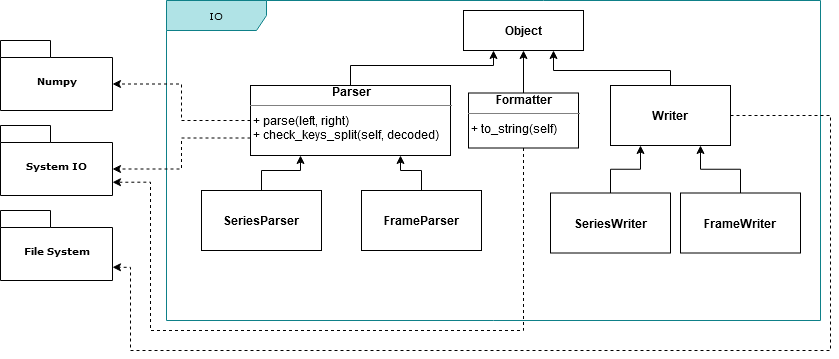 IO
Object
Numpy
Parser
+ parse(left, right)
+ check_keys_split(self, decoded)
Formatter
+ to_string(self)
Writer
System IO
SeriesParser
FrameParser
SeriesWriter
FrameWriter
File System